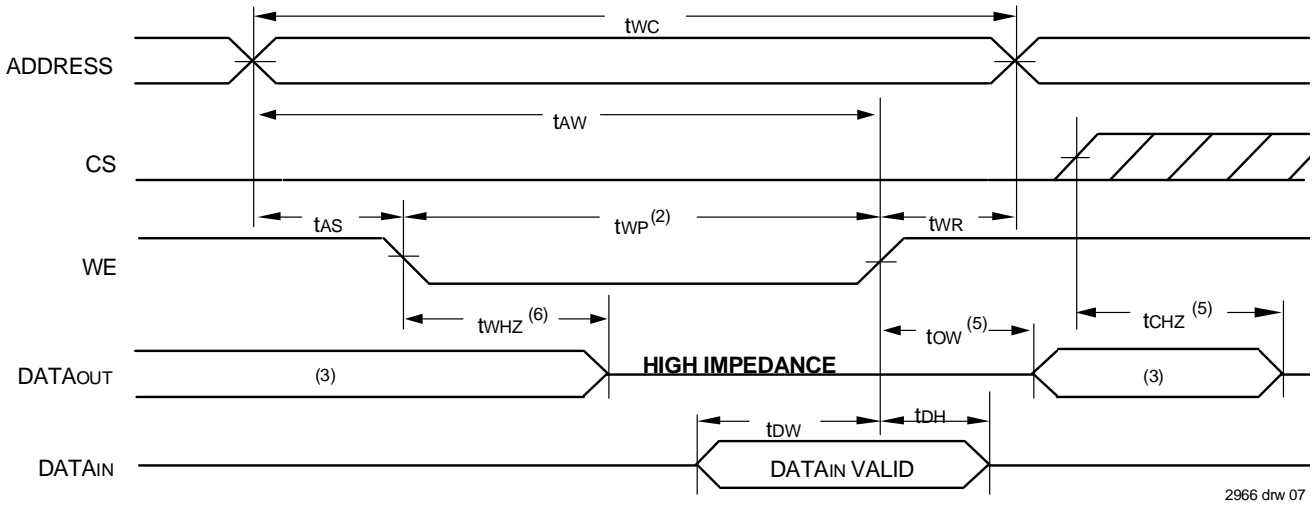 tWC
ADDRESS
tAW
CS
tAS
tWP (2)
tWR
WE
tWHZ (6)
tOW (5)
tCHZ (5)
DATAOUT
(3)
HIGH IMPEDANCE
(3)
tDW
tDH
DATAIN
DATAIN VALID
2966 drw 07